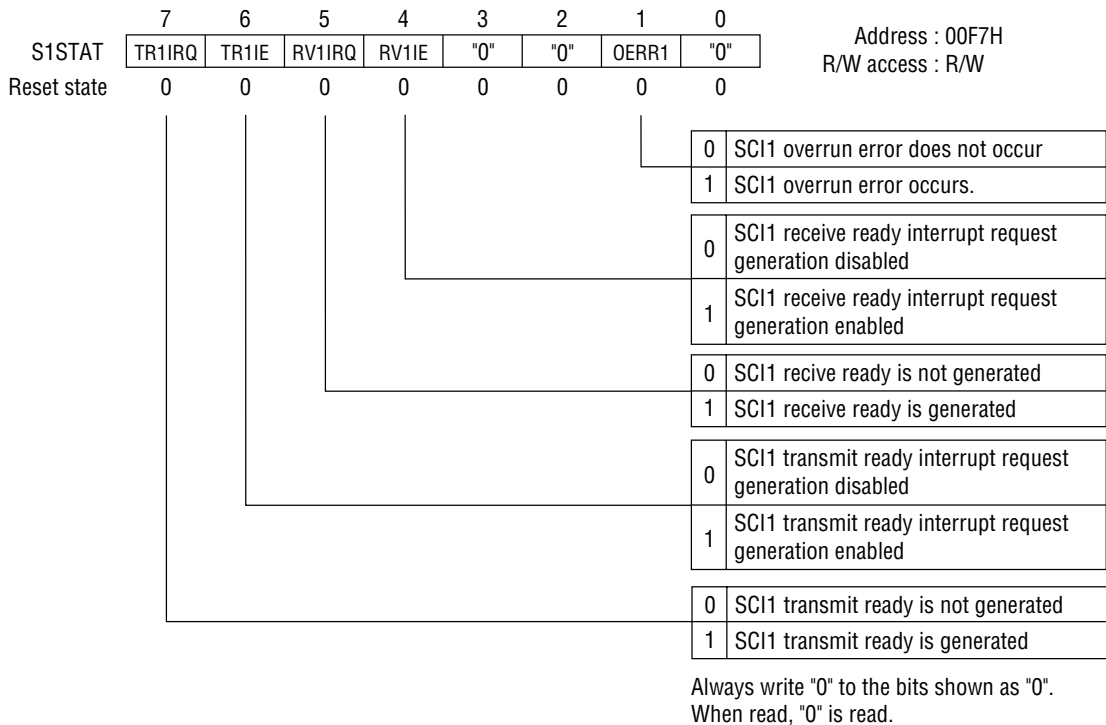 7 6 5 4 3 2 1 0
S1STAT TR1IRQ TR1IE RV1IRQ RV1IE "0" "0" OERR1 "0"
Reset state 0 0 0 0 0 0 0 0
Address : 00F7H
R/W access : R/W
0 SCI1 overrun error does not occur
1 SCI1 overrun error occurs.
0 SCI1 receive ready interrupt request
generation disabled
1 SCI1 receive ready interrupt request
generation enabled
0 SCI1 recive ready is not generated
1 SCI1 receive ready is generated
0 SCI1 transmit ready interrupt request
generation disabled
1 SCI1 transmit ready interrupt request
generation enabled
0 SCI1 transmit ready is not generated
1 SCI1 transmit ready is generated
Always write "0" to the bits shown as "0".
When read, "0" is read.